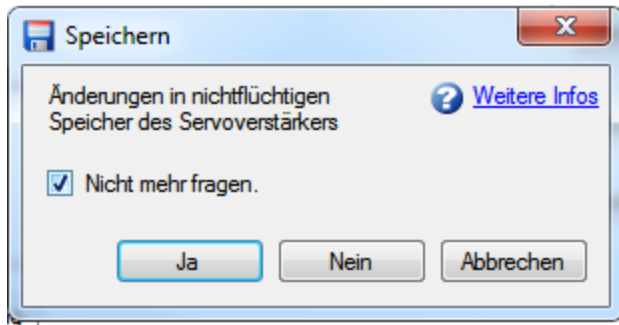 Speichern
Änderungen in nichtflüchtigen
Speicher des Servoverstärkers
Weitere Infos
Nicht mehr fragen.
Ja
Nein
Abbrechen